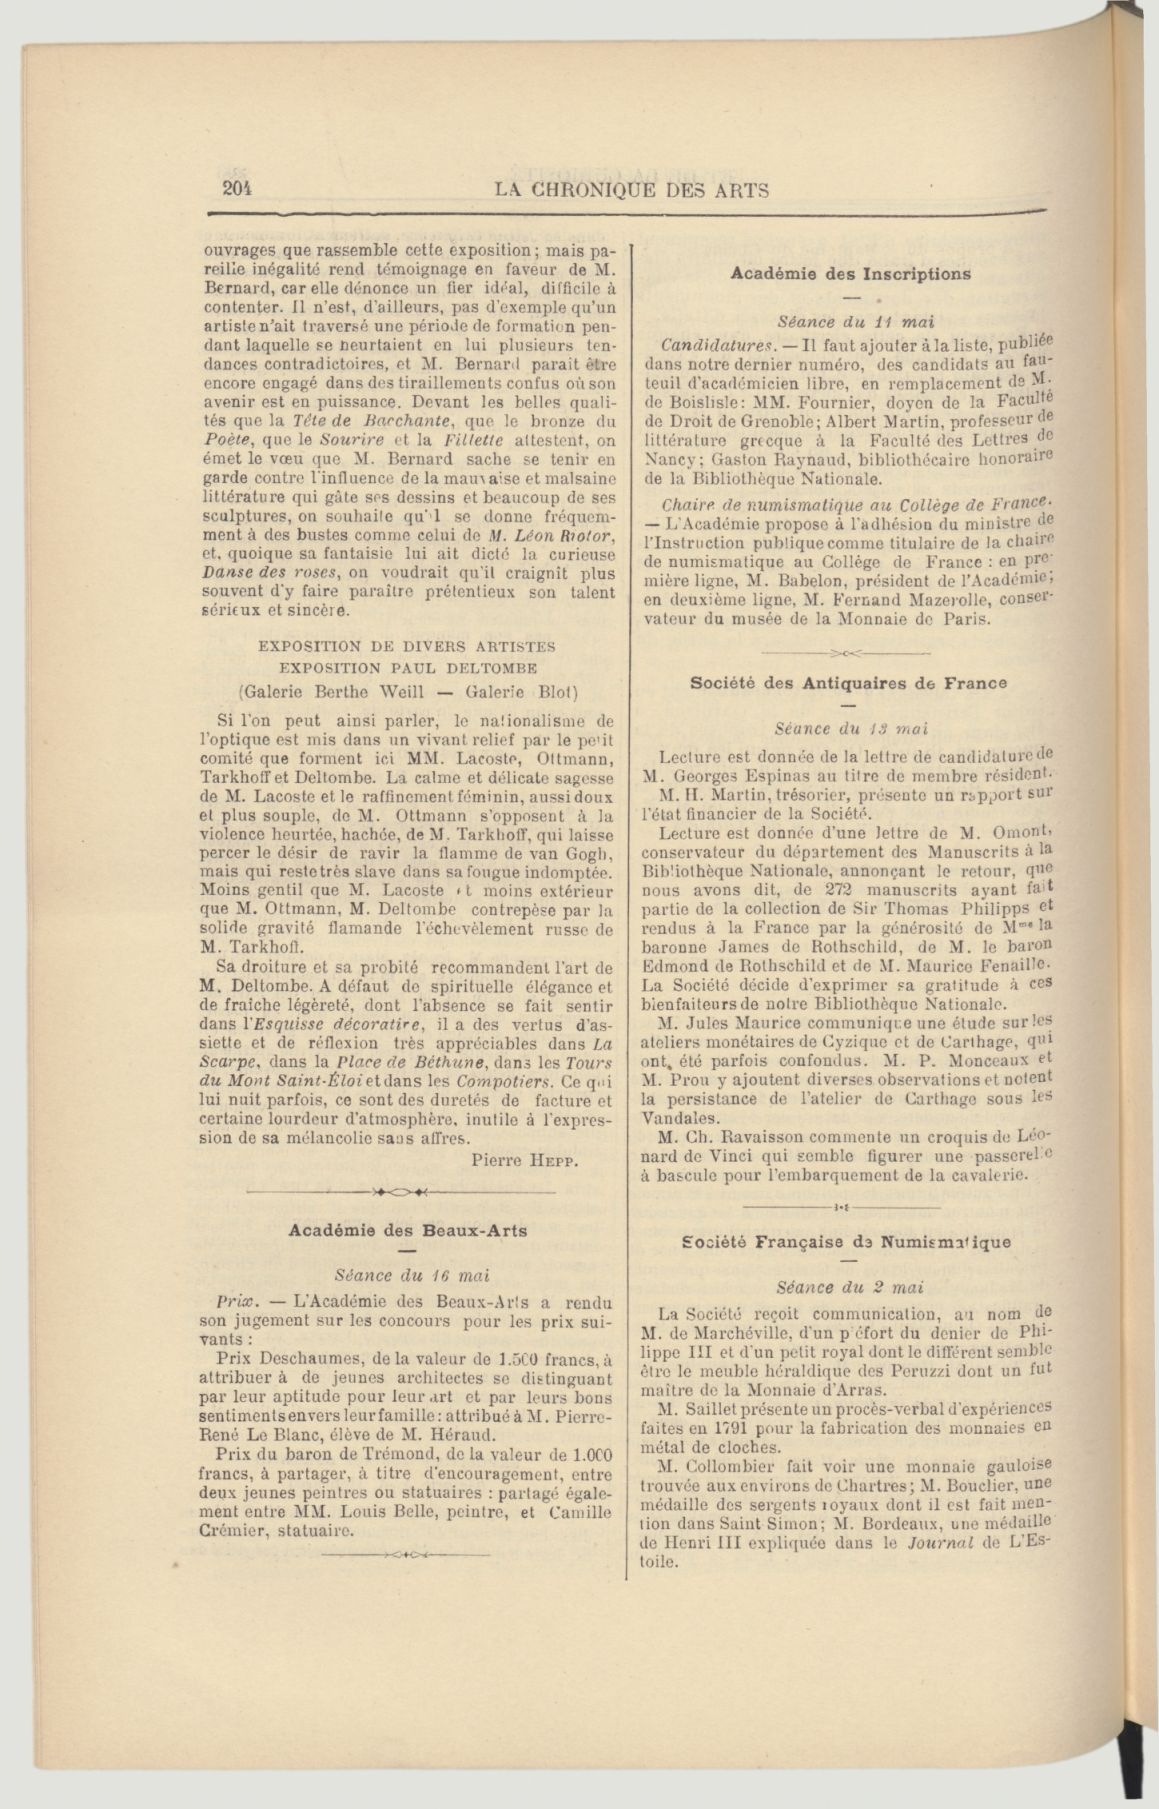 204
LA CHRONIQUE DES ARTS
ouvrages que rassemble cette exposition ; mais pa-
reille inégalité rend témoignage en faveur de M.
Bernard, car elle dénonce un fier idéal, difficile à
contenter. Il n'est, d'ailleurs, pas d'exemple qu'un
artiste n'ait traversé une période de formation pen-
dant laquelle se heurtaient en lui plusieurs ten-
dances contradictoires, et M. Bernard parait être
encore engagé dans des tiraillements confus où son
avenir est en puissance. Devant les belles quali-
tés que la Tête de Bacchante, que le bronze du
Poète, que le Sourire et la Fillette attestent, on
émet le vœu que M. Bernard sache se tenir en
garde contre l'influence de la mauvaise et malsaine
littérature qui gâte ses dessins et beaucoup de ses
sculptures, on souhaite qu'il se donne fréquem-
ment à des bustes comme celui de M. Léon Riotor,
et, quoique sa fantaisie lui ait dicté la curieuse
Danse des roses, on voudrait qu'il craignît plus
souvent d'y faire paraître prétentieux son talent
sérieux et sincère.
EXPOSITION DE DIVERS ARTISTES
EXPOSITION PAUL DELTOMBE
(Galerie Berthe Weill — Galerie Blot)
Si l'on peut ainsi parler, le nationalisme de
l'optique est mis dans un vivant relief par le petit
comité que forment ici MM. Lacoste, Ottmann,
Tarkhoff et Deltombe. La calme et délicate sagesse
de M. Lacoste et le raffinement féminin, aussi doux
et plus souple, de M. Ottmann s'opposent à la
violence heurtée, hachée, de M. Tarkhoff, qui laisse
percer le désir de ravir la flamme de van Gogh,
mais qui reste très slave dans sa fougue indomptée.
Moins gentil que M. Lacoste et moins extérieur
que M. Ottmann, M. Deltombe contrepèse par la
solide gravité flamande l'échevèlement russe de
M. Tarkhoff.
Sa droiture et sa probité recommandent l'art de
M. Deltombe. A défaut de spirituelle élégance et
de fraîche légèreté, dont l'absence se fait sentir
dans l'Esquisse décorative, il a des vertus d'as-
siette et de réflexion très appréciables dans La
Scarpe, dans la Place de Béthune, dans les Tours
du Mont Saint-Éloi et dans les Compotiers. Ce qui
lui nuit parfois, ce sont des duretés de facture et
certaine lourdeur d'atmosphère, inutile à l'expres-
sion de sa mélancolie sans affres.
Pierre HEPP.
Académie des Beaux-Arts
Séance du 16 mai
Prix. — L'Académie des Beaux-Arts a rendu
son jugement sur les concours pour les prix sui-
vants :
Prix Deschaumes, de la valeur de 1.500 francs, à
attribuer à de jeunes architectes se distinguant
par leur aptitude pour leur art et par leurs bons
sentiments envers leur famille : attribué à M. Pierre-
René Le Blanc, élève de M. Héraud.
Prix du baron de Trémond, de la valeur de 1.000
francs, à partager, à titre d'encouragement, entre
deux jeunes peintres ou statuaires : partagé égale-
ment entre MM. Louis Belle, peintre, et Camille
Crémier, statuaire.
Académie des Inscriptions
Séance du 11 mai
Candidatures. — Il faut ajouter à la liste, publiée
dans notre dernier numéro, des candidats au fau-
teuil d'académicien libre, en remplacement de M.
de Boislisle : MM. Fournier, doyen de la Faculté
de Droit de Grenoble ; Albert Martin, professeur de
littérature grecque à la Faculté des Lettres de
Nancy ; Gaston Raynaud, bibliothécaire honoraire
de la Bibliothèque Nationale.
Chaire de numismatique au Collège de France.
— L'Académie propose à l'adhésion du ministre de
l'Instruction publique comme titulaire de la chaire
de numismatique au Collège de France : en pre-
mière ligne, M. Babelon, président de l'Académie ;
en deuxième ligne, M. Fernand Mazerolle, conser-
vateur du musée de la Monnaie de Paris.
Société des Antiquaires de France
Séance du 13 mai
Lecture est donnée de la lettre de candidature de
M. Georges Espinas au titre de membre résident.
M. H. Martin, trésorier, présente un rapport sur
l'état financier de la Société.
Lecture est donnée d'une lettre de M. Omont,
conservateur du département des Manuscrits à la
Bibliothèque Nationale, annonçant le retour, que
nous avons dit, de 272 manuscrits ayant fait
partie de la collection de Sir Thomas Philipps et
rendus à la France par la générosité de Mme la
baronne James de Rothschild, de M. le baron
Edmond de Rothschild et de M. Maurice Fenaille.
La Société décide d'exprimer sa gratitude à ces
bienfaiteurs de notre Bibliothèque Nationale.
M. Jules Maurice communique une étude sur les
ateliers monétaires de Cyzique et de Carthage, qui
ont, été parfois confondus. M. P. Monceaux et
M. Prou y ajoutent diverses observations et notent
la persistance de l'atelier de Carthage sous les
Vandales.
M. Ch. Ravaisson commente un croquis de Léo-
nard de Vinci qui semble figurer une passerelle
à bascule pour l'embarquement de la cavalerie.
Société Française de Numismatique
Séance du 2 mai
La Société reçoit communication, au nom de
M. de Marchéville, d'un piéfort du denier de Phi-
lippe III et d'un petit royal dont le différent semble
être le meuble héraldique des Peruzzi dont un fut
maître de la Monnaie d'Arras.
M. Saillet présente un procès-verbal d'expériences
faites en 1791 pour la fabrication des monnaies en
métal de cloches.
M. Collombier fait voir une monnaie gauloise
trouvée aux environs de Chartres ; M. Bouclier, une
médaille des sergents royaux dont il est fait men-
tion dans Saint Simon ; M. Bordeaux, une médaille
de Henri III expliquée dans le Journal de L'Es-
toile.